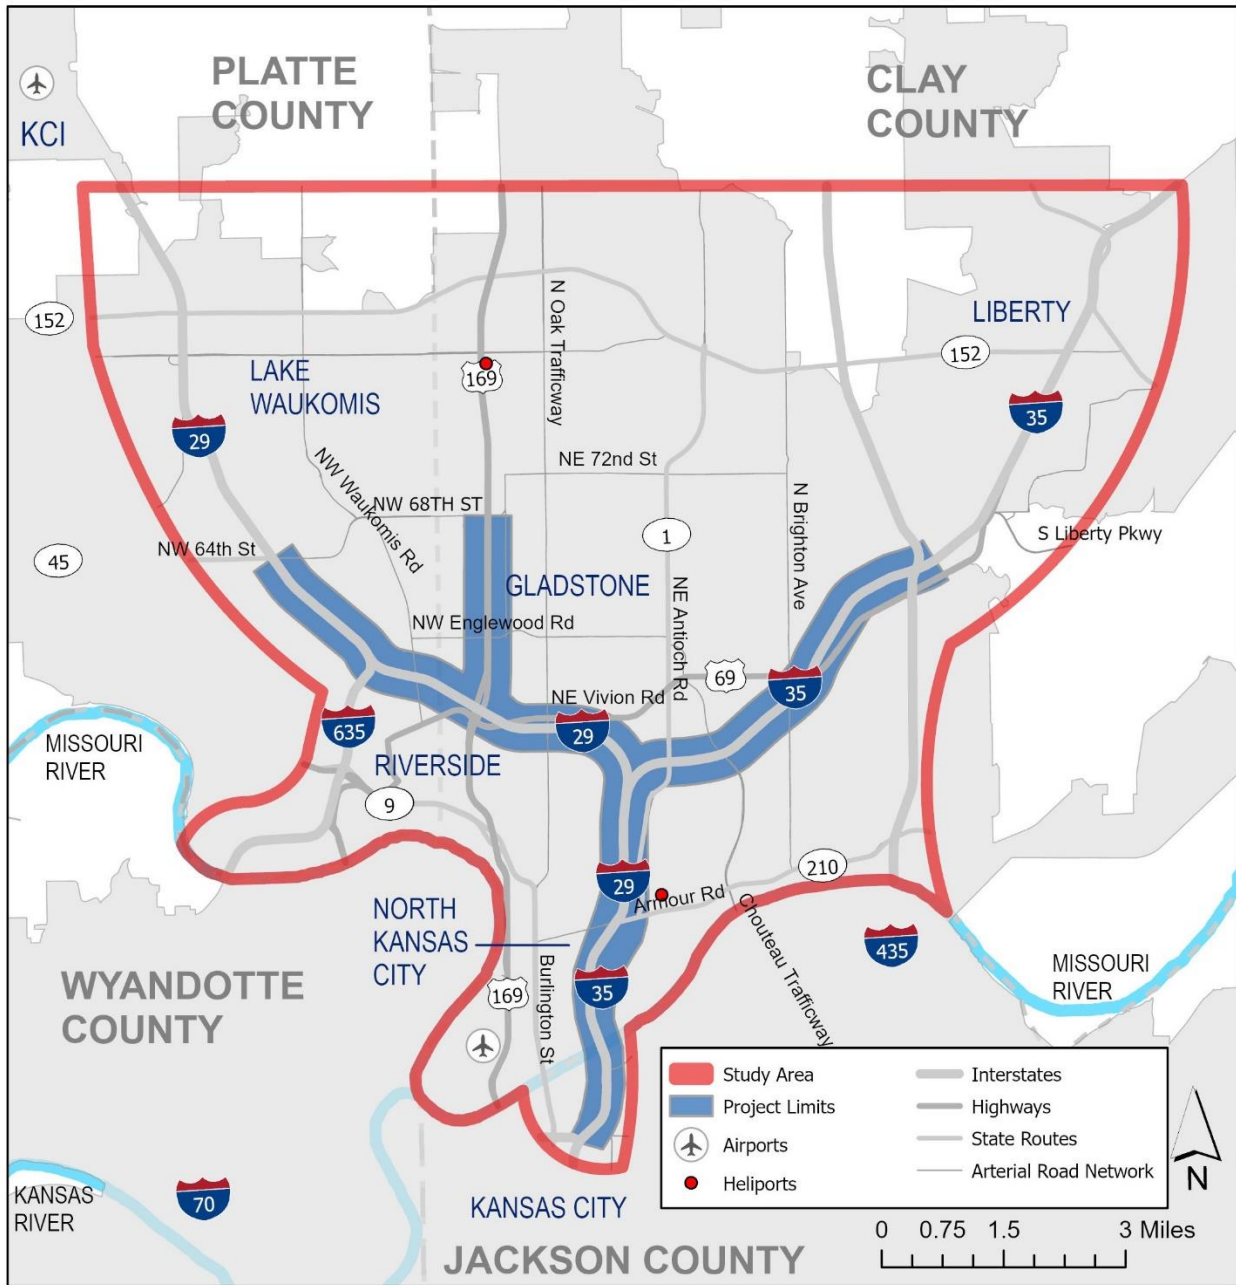 PLATTE
COUNTY
CLAY
COUNTY
KCI
152
LAKE
WAUKOMIS
29
169
N Oak Trafficway
LIBERTY
152
35
NE 72nd St
NW Waukomis Rd
NW 68TH ST
NW 64th St
45
1
N Brighton Ave
S Liberty Pkwy
GLADSTONE
NW Englewood Rd
NE Antioch Rd
69
35
NE Vivion Rd
29
635
MISSOURI
RIVER
RIVERSIDE
9
210
29
Armour Rd
Chouteau Trafficway
NORTH
KANSAS
CITY
435
35
169
Burlington St
WYANDOTTE
COUNTY
MISSOURI
RIVER
Study Area
Project Limits
Airports
Heliports
Interstates
Highways
State Routes
Arterial Road Network
N
KANSAS
RIVER
70
KANSAS CITY
JACKSON COUNTY
0 0.75 1.5 3 Miles